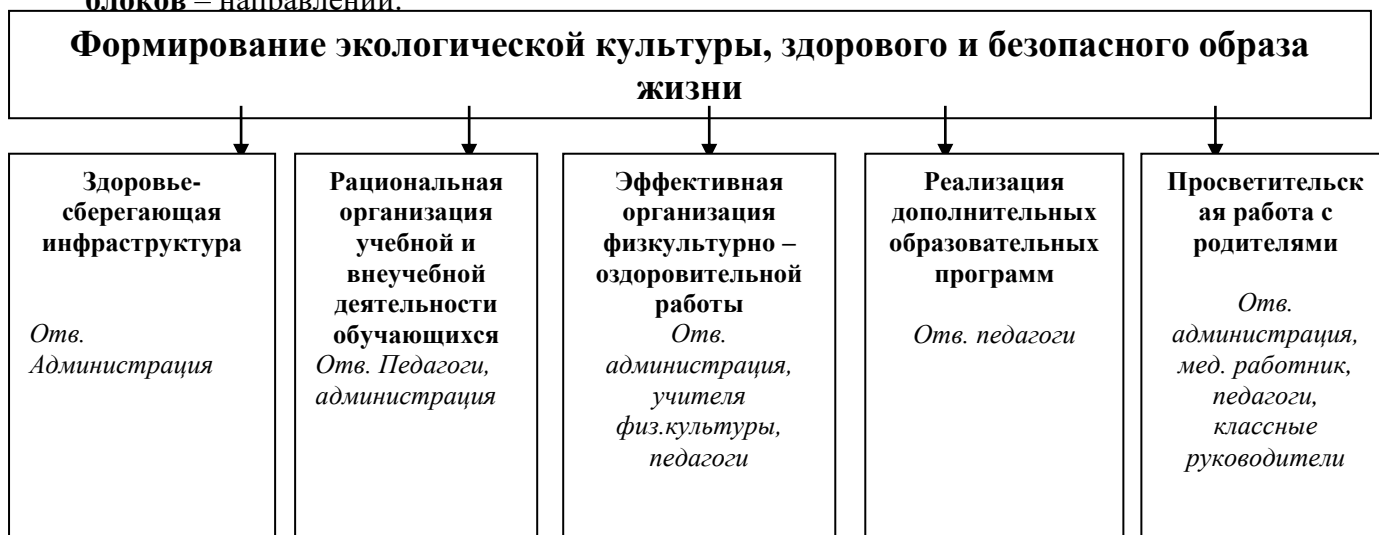 блоков – направлений:
Формирование экологической культуры, здорового и безопасного образа
жизни
Здоровье-
сберегающая
инфраструктура
Отв.
Администрация
Рациональная
организация
учебной и
внеучебной
деятельности
обучающихся
Отв. Педагоги,
администрация
Эффективная
организация
физкультурно –
оздоровительной
работы
Отв.
администрация,
учителя
физ.культуры,
педагоги
Реализация
дополнительных
образовательных
программ
Отв. педагоги
Просветительск
ая работа с
родителями
Отв.
администрация,
мед. работник,
педагоги,
классные
руководители